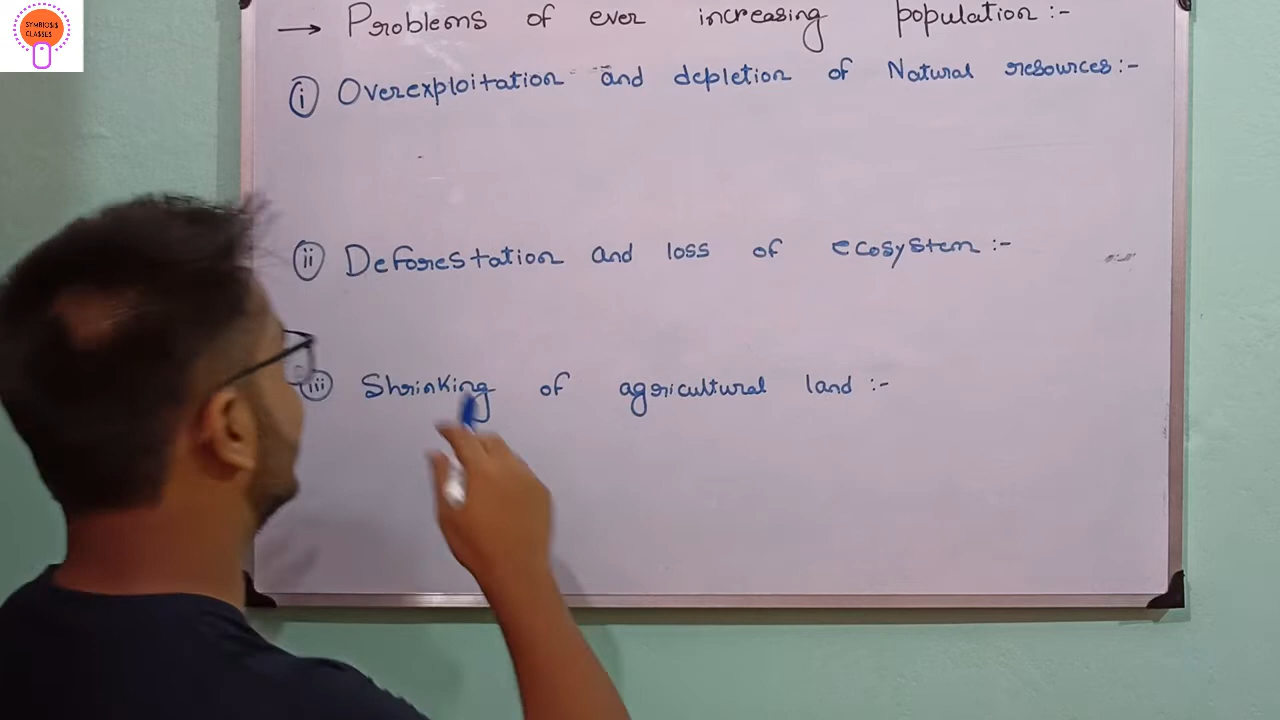 SYMBIOSIS
CLASSES
→ Problems of ever increasing population :-
(i) Overexploitation and depletion of Natural resources :-
(ii) Deforestation and loss of ecosystem :-
(iii) Shrinking of agricultural land :-